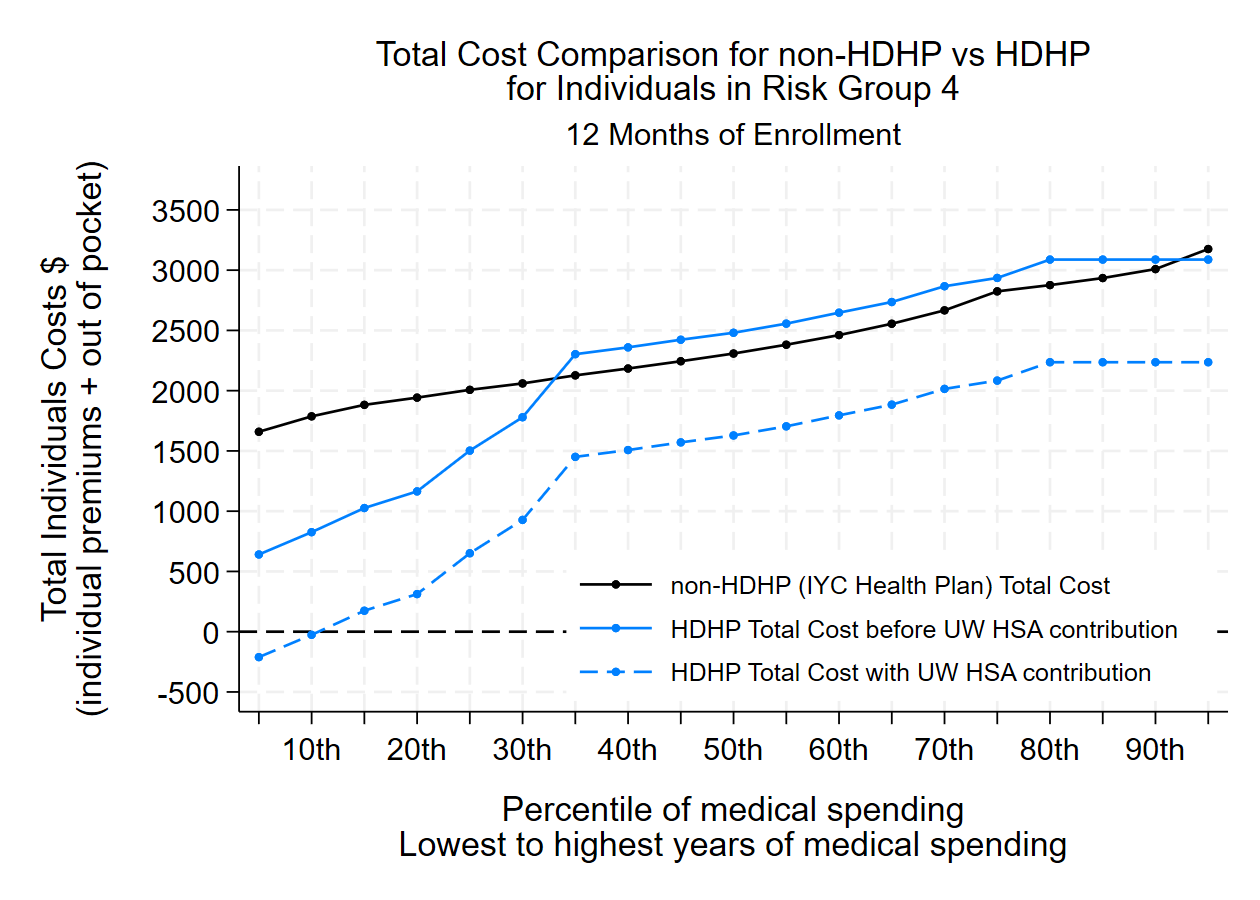 Total Cost Comparison for non-HDHP vs HDHP
for Individuals in Risk Group 4
12 Months of Enrollment
Total Individuals Costs $
(individual premiums + out of pocket)
3500
3000
2500
2000
1500
1000
500
0
-500
non-HDHP (IYC Health Plan) Total Cost
HDHP Total Cost before UW HSA contribution
HDHP Total Cost with UW HSA contribution
10th 20th 30th 40th 50th 60th 70th 80th 90th
Percentile of medical spending
Lowest to highest years of medical spending